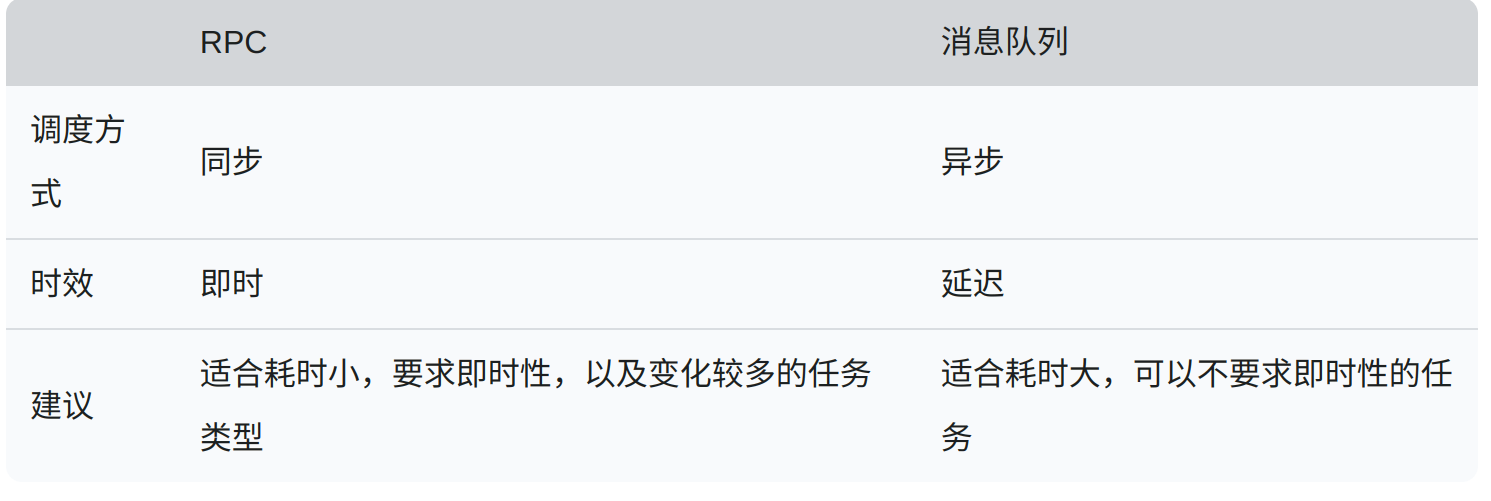 RPC 消息队列
调度方
式
同步 异步
时效 即时 延迟
建议
适合耗时小，要求即时性，以及变化较多的任务
类型
适合耗时大，可以不要求即时性的任
务